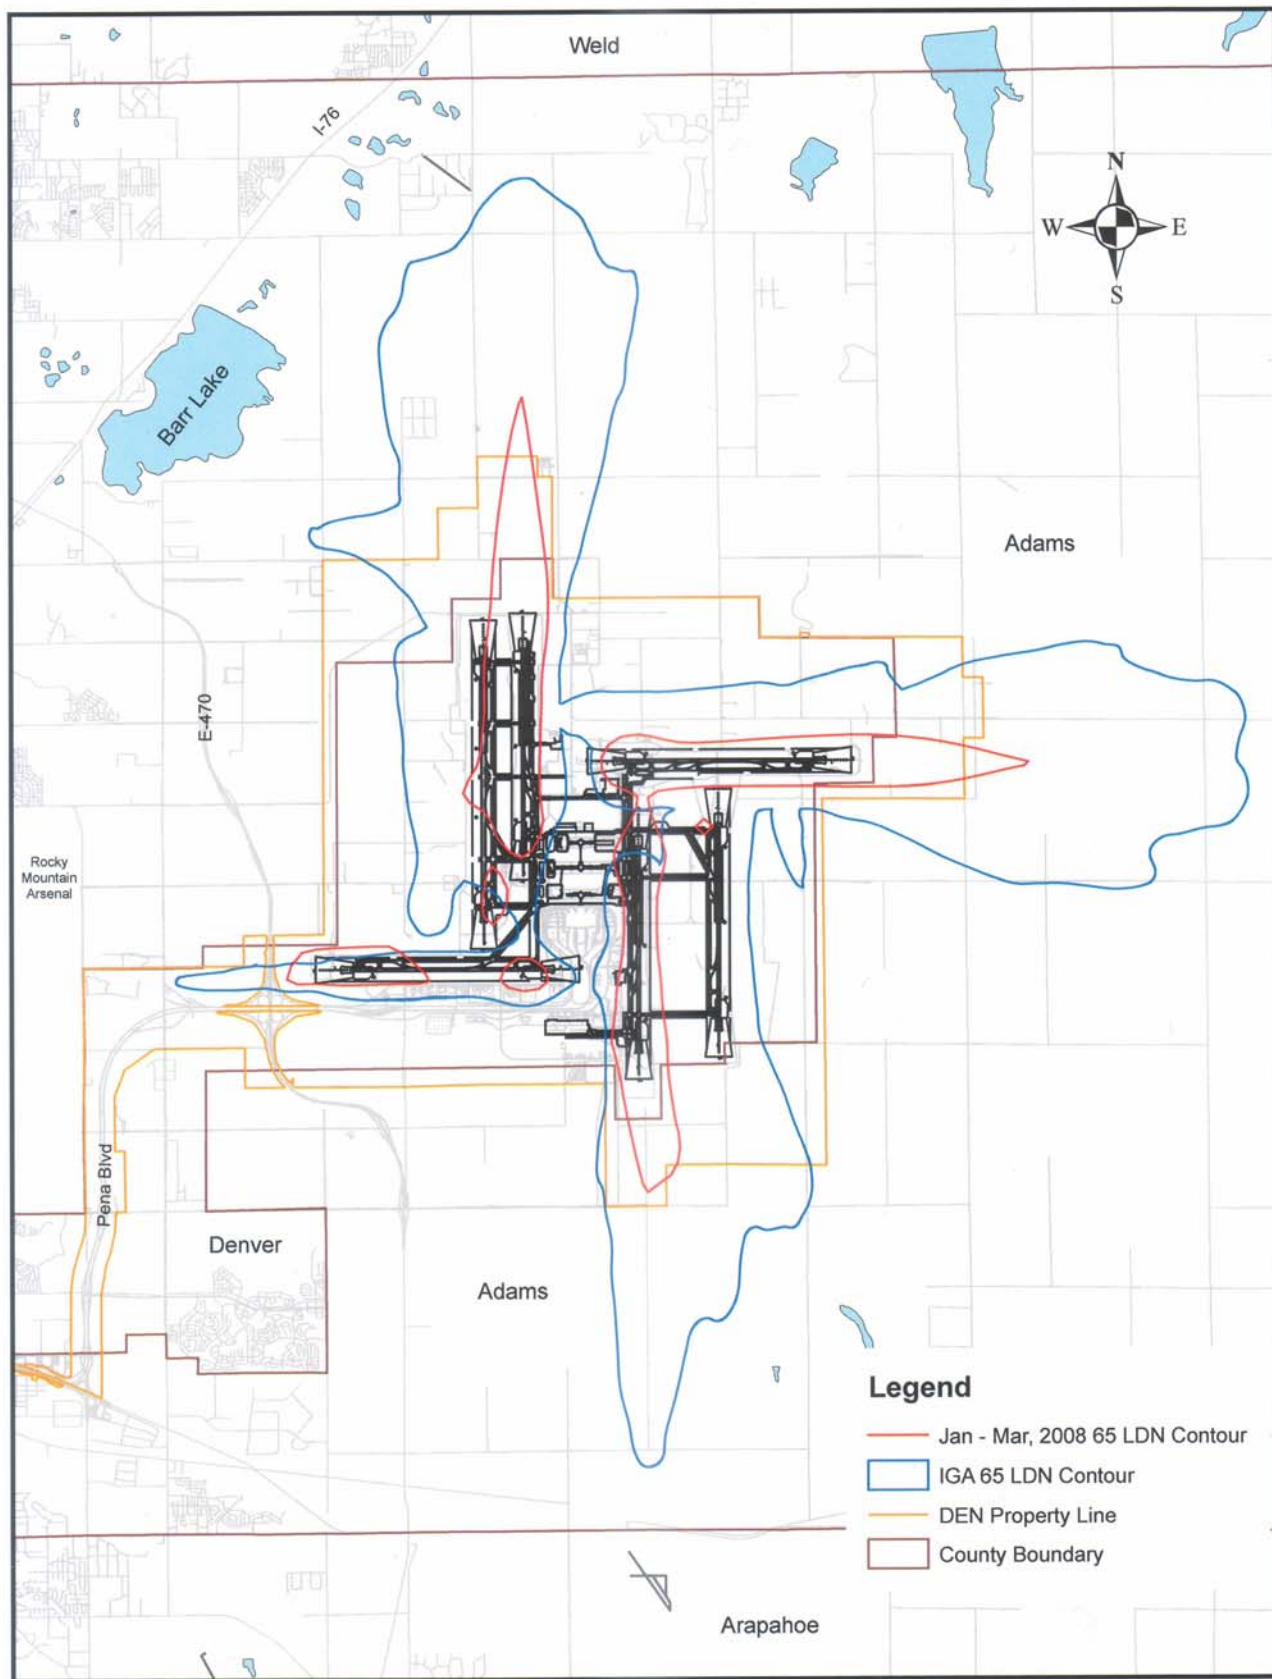 Weld
I-76
N
W
E
S
Barr Lake
Adams
E-470
Rocky
Mountain
Arsenal
Pena Blvd
Denver
Adams
Legend
Jan - Mar, 2008 65 LDN Contour
IGA 65 LDN Contour
DEN Property Line
County Boundary
Arapahoe